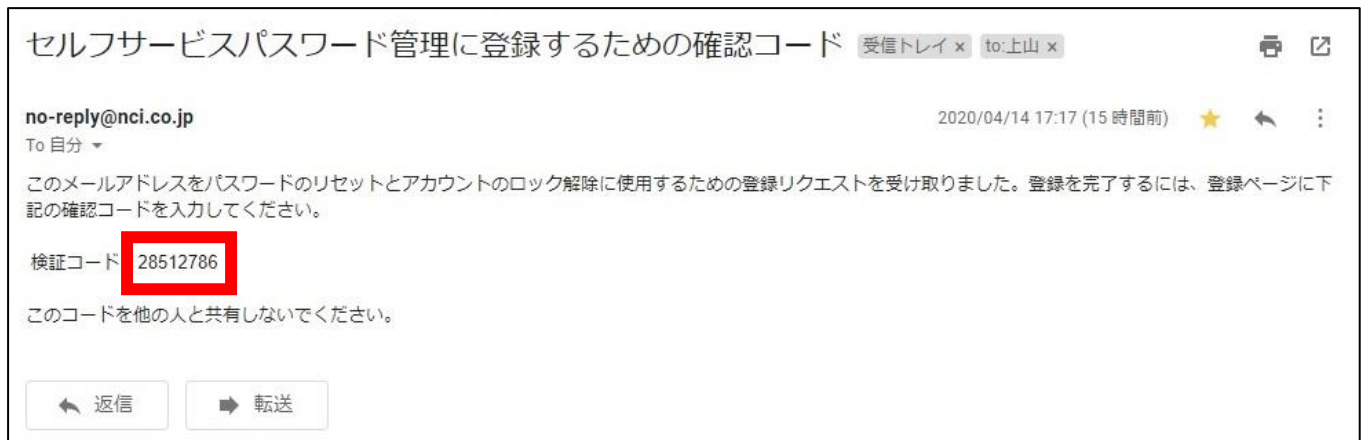 セルフサービスパスワード管理に登録するための確認コード 受信トレイ × to:上山 ×
no-reply@nci.co.jp 2020/04/14 17:17 (15 時間前)
To 自分
このメールアドレスをパスワードのリセットとアカウントのロック解除に使用するための登録リクエストを受け取りました。登録を完了するには、登録ページに下
記の確認コードを入力してください。
検証コード 28512786
このコードを他の人と共有しないでください。
返信 転送